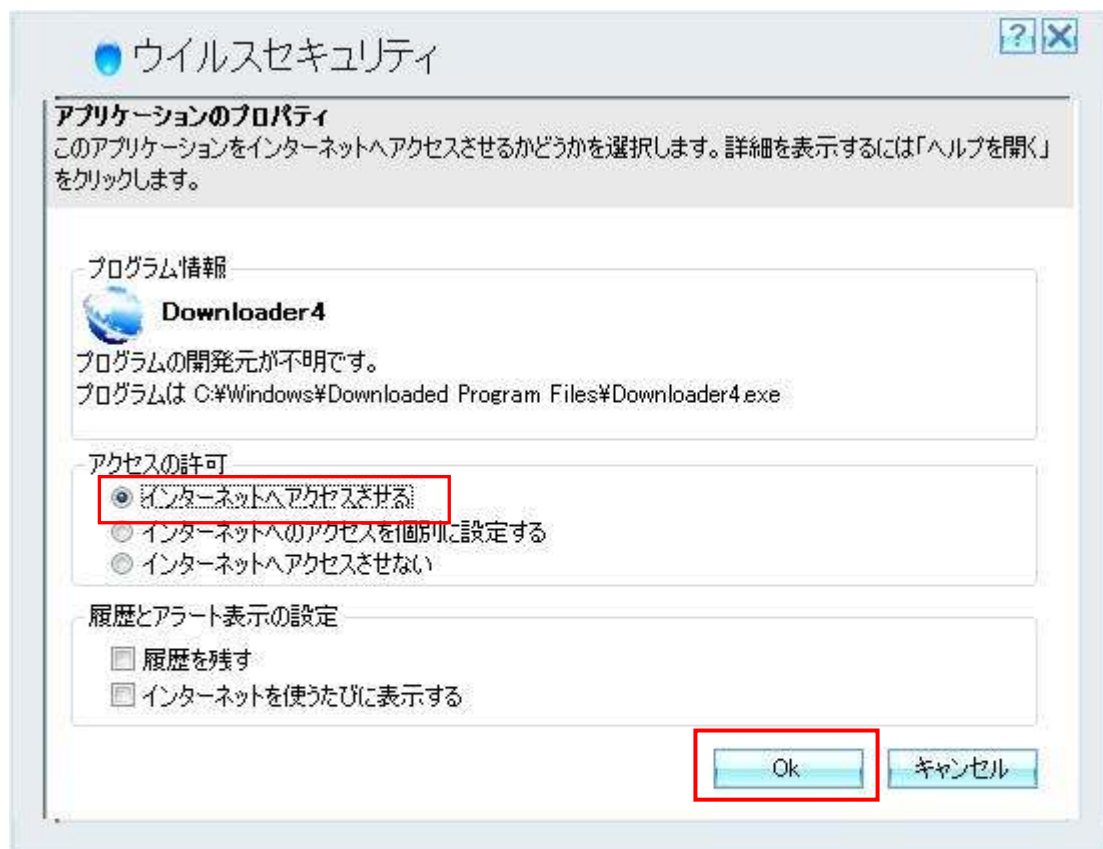 ウイルスセキュリティ
アプリケーションのプロパティ
このアプリケーションをインターネットへアクセスさせるかどうかを選択します。詳細を表示するには「ヘルプを開く」
をクリックします。
プログラム情報
Downloader4
プログラムの開発元が不明です。
プログラムは C:¥Windows¥Downloaded Program Files¥Downloader4.exe
アクセスの許可
インターネットへアクセスさせる
インターネットへのアクセスを個別に設定する
インターネットへアクセスさせない
履歴とアラート表示の設定
履歴を残す
インターネットを使うたびに表示する
Ok キャンセル